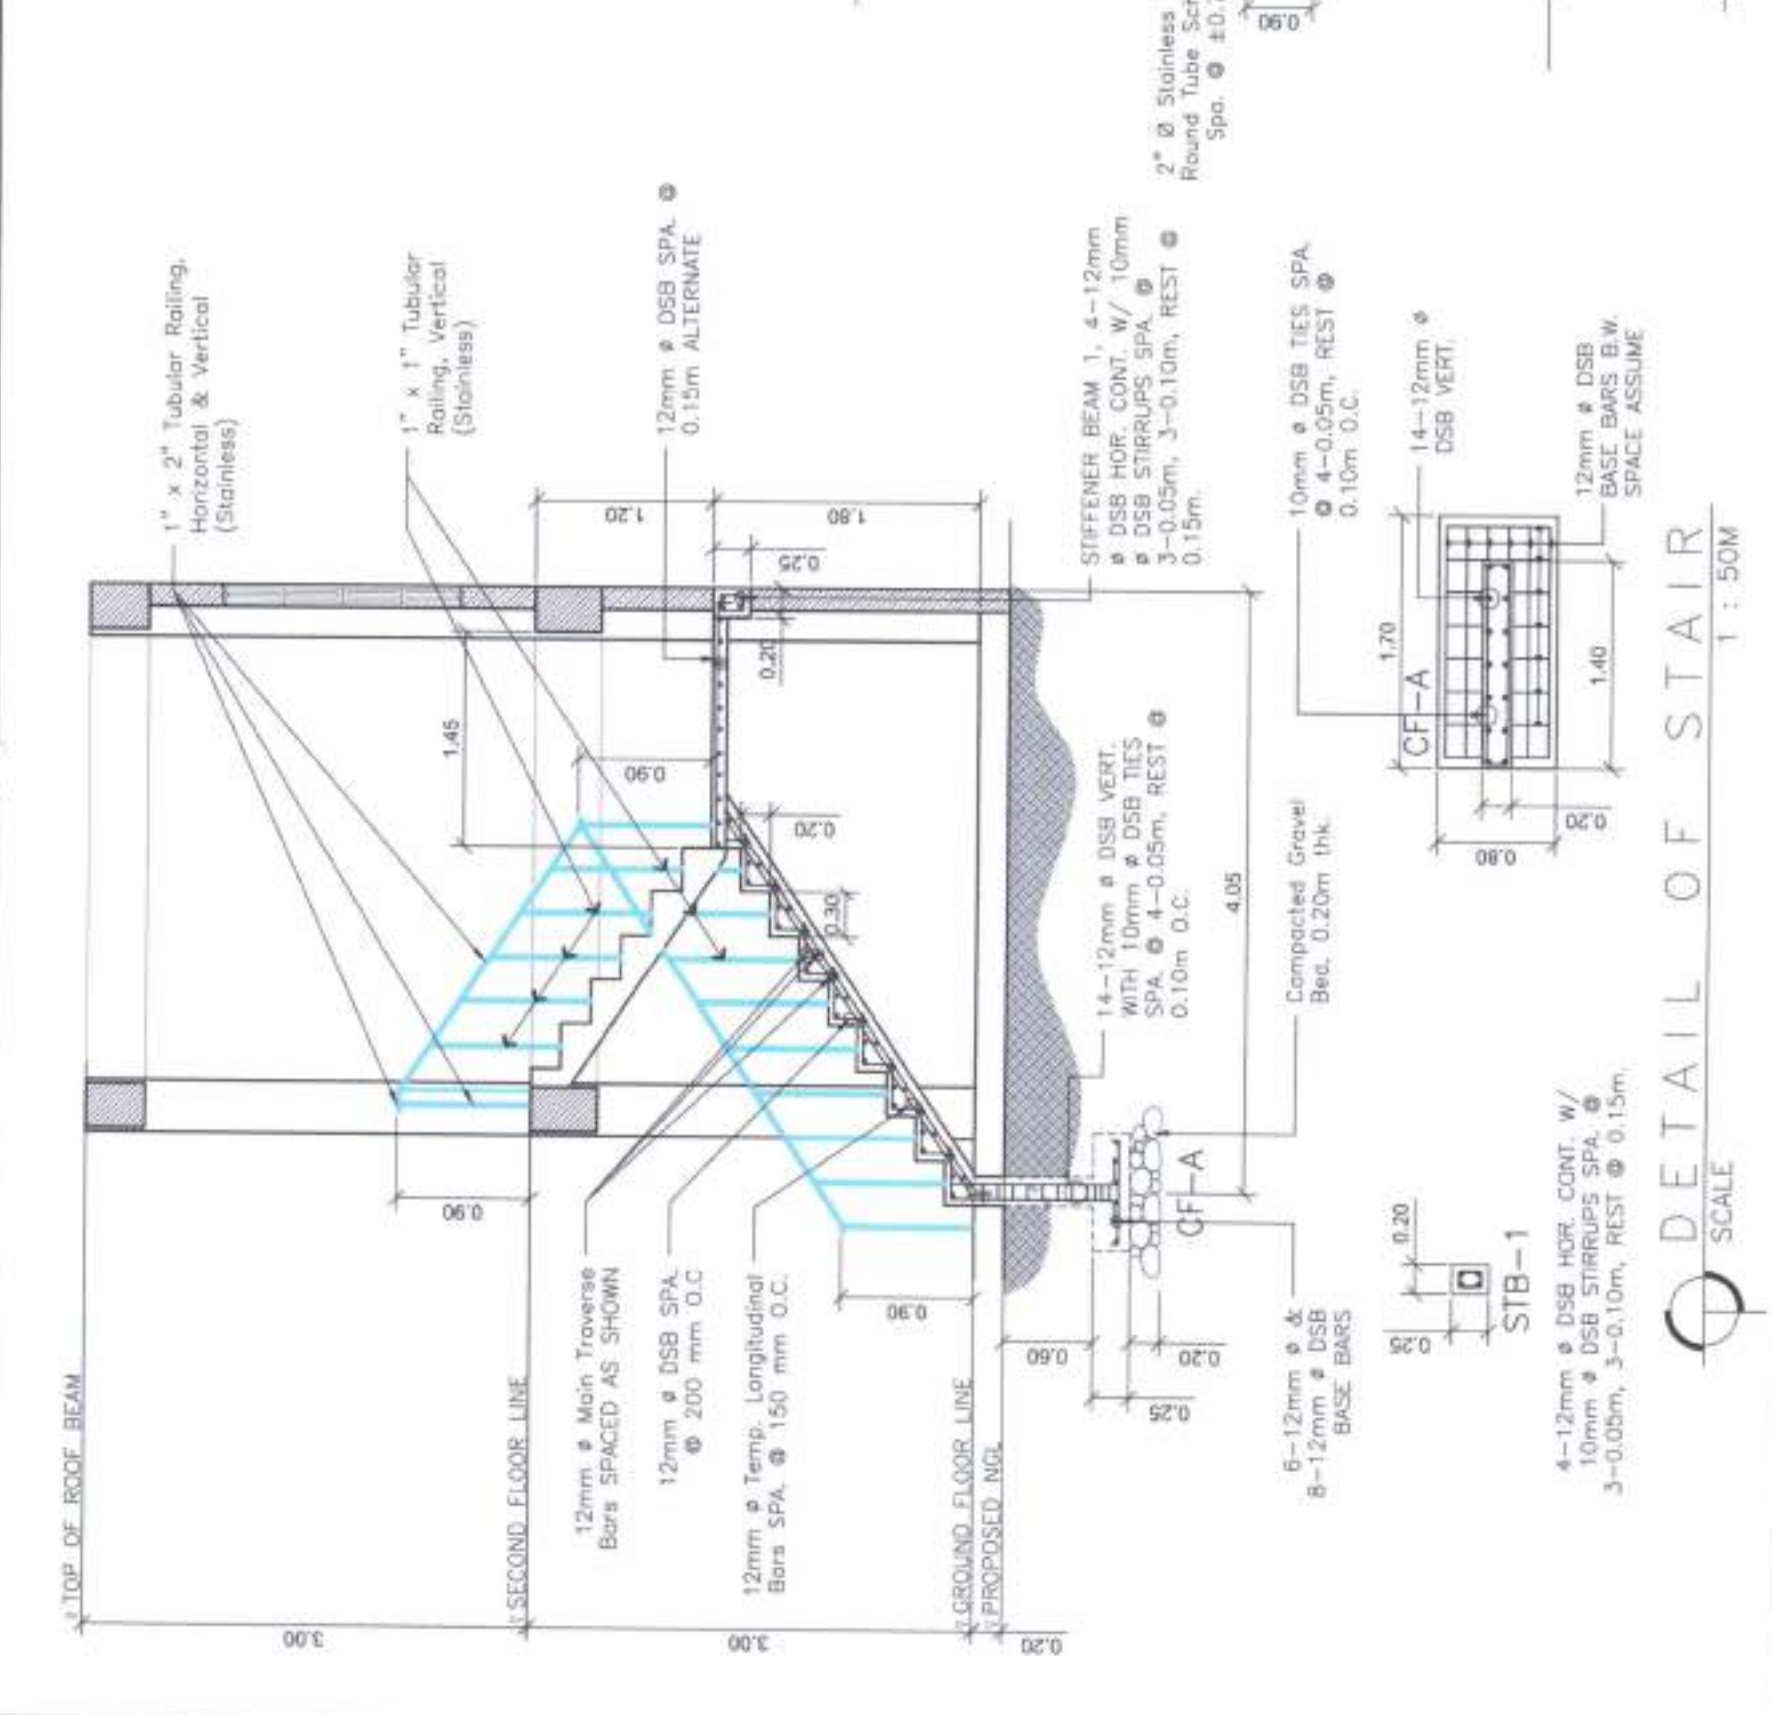 TOP OF ROOF BEAM
3.00
SECOND FLOOR LINE
3.00
GROUND FLOOR LINE
PROPOSED NGL
0.20
1" x 2" Tubular Railing,
Horizontal & Vertical
(Stainless)
1" x 1" Tubular
Railing, Vertical
(Stainless)
12mm ø DSB SPA. @
0.15m ALTERNATE
1.20
1.80
0.25
0.20
1.45
0.90
0.20
0.30
0.90
0.90
12mm ø Main Traverse
Bars SPACED AS SHOWN
12mm ø DSB SPA.
@ 200 mm O.C
12mm ø Temp. Longitudinal
Bars SPA. @ 150 mm O.C.
STIFFENER BEAM 1, 4-12mm
ø DSB HOR. CONT. W/ 10mm
ø DSB STIRRUPS SPA. @
3-0.05m, 3-0.10m, REST @
0.15m.
14-12mm ø DSB VERT.
WITH 10mm ø DSB TIES
SPA. @ 4-0.05m, REST @
0.10m O.C.
4.05
Compacted Gravel
Bed, 0.20m thk.
CF-A
0.60
0.25
0.20
6-12mm ø &
8-12mm ø DSB
BASE BARS
10mm ø DSB TIES SPA.
@ 4-0.05m, REST @
0.10m O.C.
14-12mm ø
DSB VERT.
12mm ø DSB
BASE BARS B.W.
SPACE ASSUME
CF-A
1.70
1.40
0.80
0.20
0.20
0.25
STB-1
4-12mm ø DSB HOR. CONT. W/
10mm ø DSB STIRRUPS SPA. @
3-0.05m, 3-0.10m, REST @ 0.15m.
DETAIL OF STAIR
SCALE 1 : 50M
2" Ø Stainless
Round Tube
Spa. @
0.90